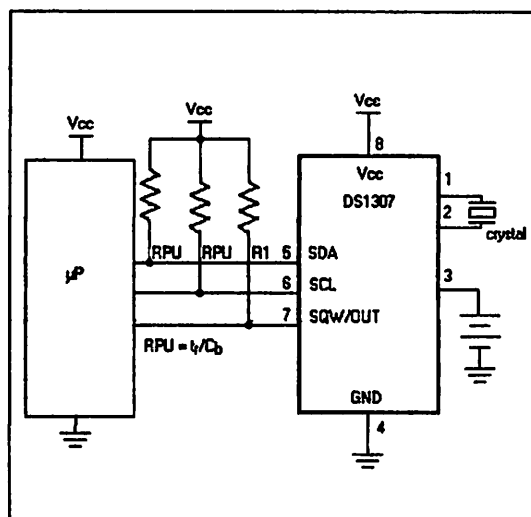 Vcc
Vcc
Vcc
8
Vcc
DS1307
1
2
crystal
μP
RPU
RPU
R1
5
SDA
6
SCL
3
7
SQW/OUT
RPU = tr/Cb
GND
4